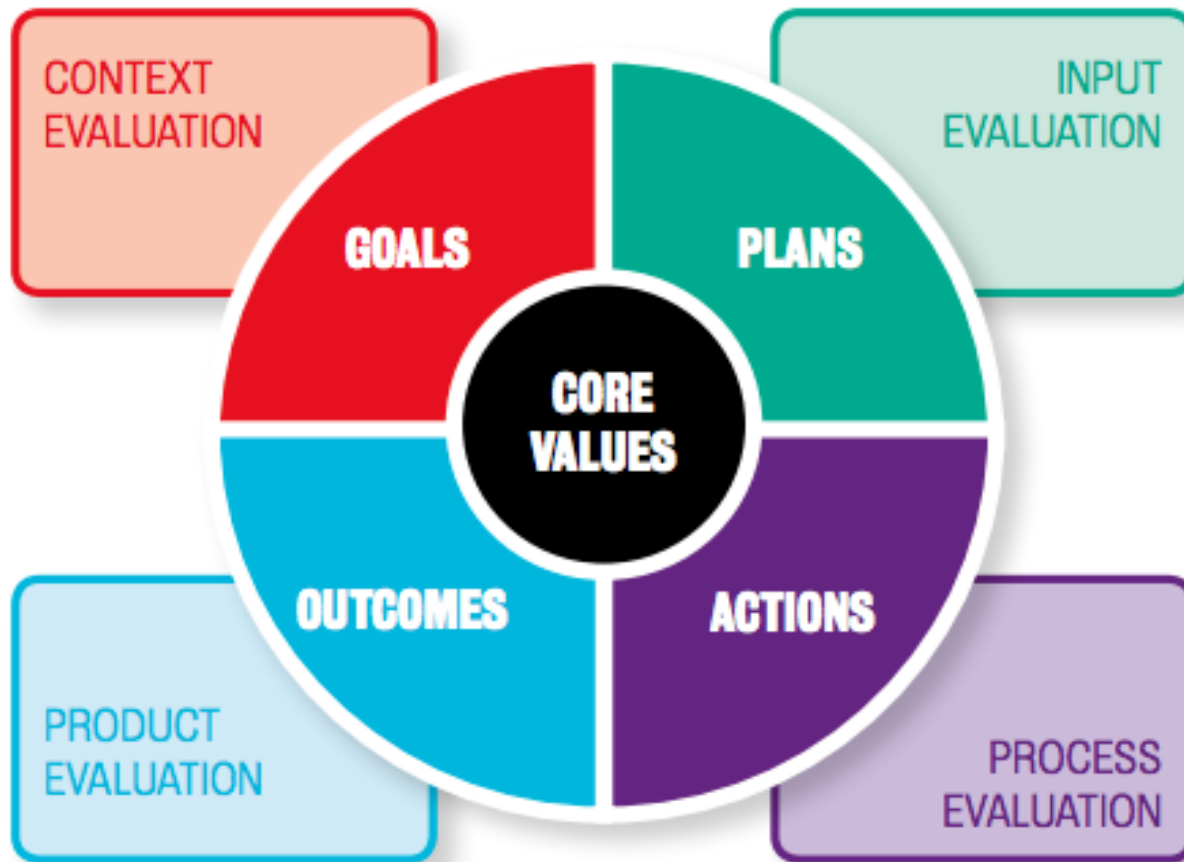 CONTEXT
EVALUATION
INPUT
EVALUATION
GOALS
PLANS
CORE
VALUES
OUTCOMES
ACTIONS
PRODUCT
EVALUATION
PROCESS
EVALUATION